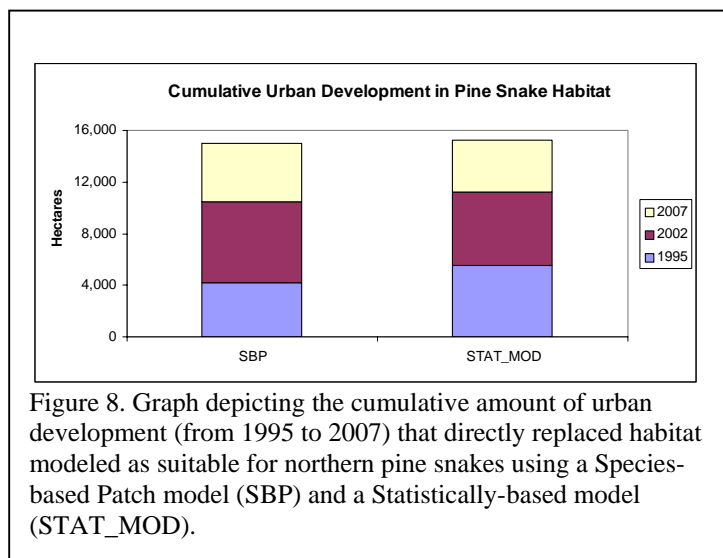 Cumulative Urban Development in Pine Snake Habitat
16,000
12,000
8,000
4,000
0
Hectares
SBP
STAT_MOD
2007
2002
1995
Figure 8. Graph depicting the cumulative amount of urban
development (from 1995 to 2007) that directly replaced habitat
modeled as suitable for northern pine snakes using a Species-
based Patch model (SBP) and a Statistically-based model
(STAT_MOD).